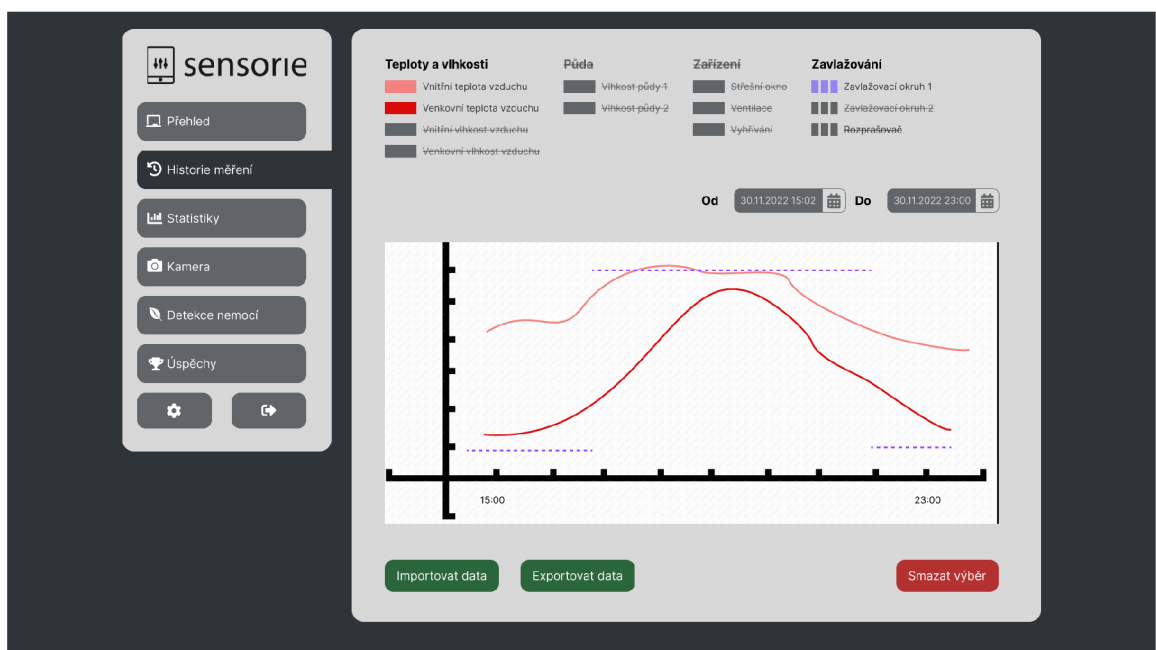 sensorie
Přehled
Historie měření
Statistiky
Kamera
Detekce nemocí
Úspěchy
Teploty a vlhkosti
Vnitřní teplota vzduchu
Venkovní teplota vzcuchu
Vnitřní vlhkost vzduchu
Venkovní vlhkost vzduchu
Půda
Vlhkost půdy 1
Vlhkost půdy 2
Zařízení
Střešní okno
Ventilace
Vyhřívání
Zavlažování
Zavlažovací okruh 1
Zavlažovací okruh 2
Rozprašovač
Od 30.11.2022 15:02 Do 30.11.2022 23:00
15:00 23:00
Importovat data Exportovat data Smazat výběr